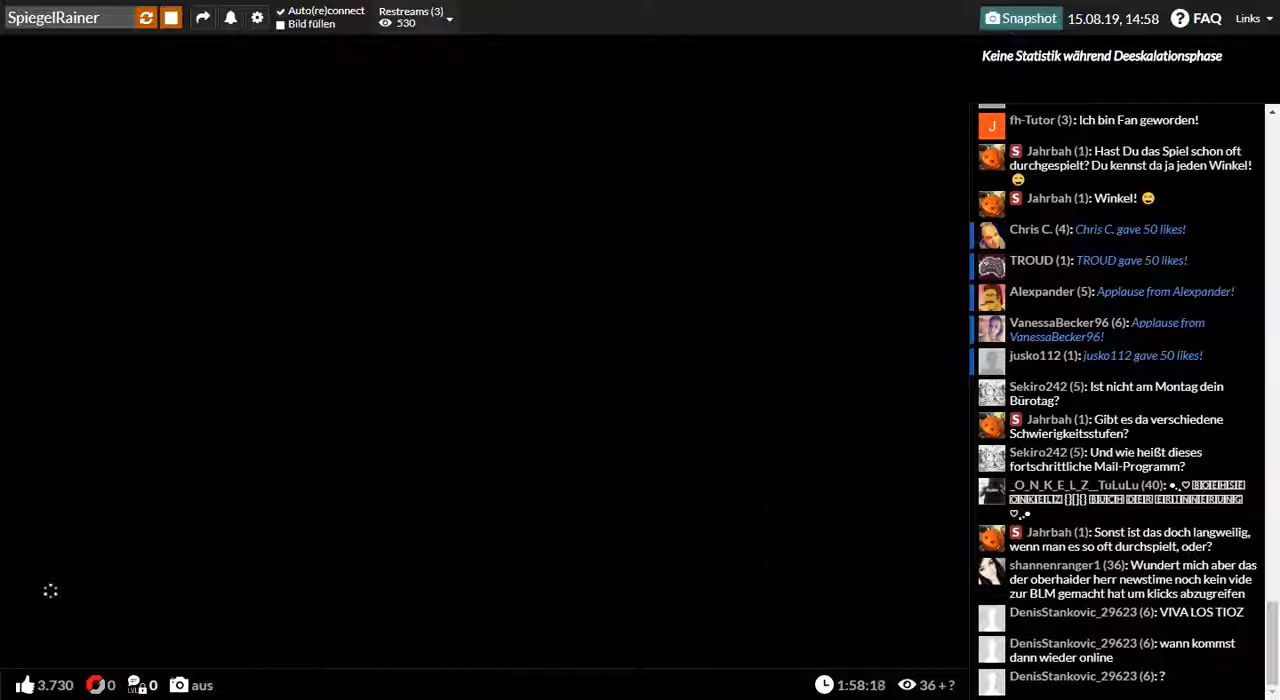 SpiegelRainer
Auto(re)connect
Bild füllen
Restreams (3)
530
Snapshot
15.08.19, 14:58
? FAQ
Links
Keine Statistik während Deeskalationsphase
J
fh-Tutor (3): Ich bin Fan geworden!
S Jahrbah (1): Hast Du das Spiel schon oft
durchgespielt? Du kennst da ja jeden Winkel!
😄
S Jahrbah (1): Winkel! 😄
Chris C. (4): Chris C. gave 50 likes!
TROUD (1): TROUD gave 50 likes!
Alexpander (5): Applause from Alexpander!
VanessaBecker96 (6): Applause from
VanessaBecker96!
jusko112 (1): jusko112 gave 50 likes!
Sekiro242 (5): Ist nicht am Montag dein
Bürotag?
S Jahrbah (1): Gibt es da verschiedene
Schwierigkeitsstufen?
Sekiro242 (5): Und wie heißt dieses
fortschrittliche Mail-Programm?
_O_N_K_E_L_Z__TuLuLu (40): •.¸♡
♡¸.•
S Jahrbah (1): Sonst ist das doch langweilig,
wenn man es so oft durchspielt, oder?
shannenranger1 (36): Wundert mich aber das
der oberhaider herr newstime noch kein vide
zur BLM gemacht hat um klicks abzugreifen
DenisStankovic_29623 (6): VIVA LOS TIOZ
DenisStankovic_29623 (6): wann kommst
dann wieder online
DenisStankovic_29623 (6): ?
3.730
0
LVL 0
aus
1:58:18
36 + ?